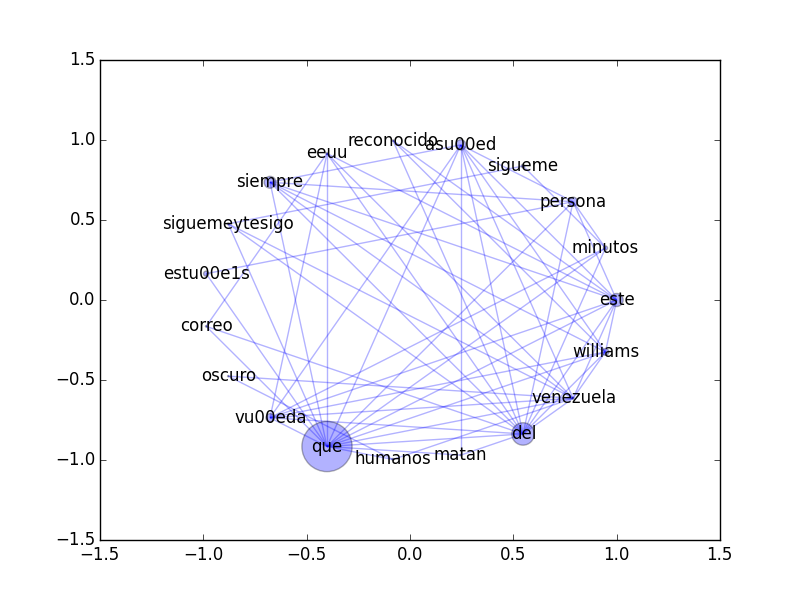 1.5
1.0
0.5
0.0
−0.5
−1.0
−1.5
reconocido
asu00ed
eeuu
sigueme
siempre
persona
siguemeytesigo
minutos
estu00e1s
este
correo
williams
oscuro
venezuela
vu00eda
del
que
humanos
matan
−1.5
−1.0
−0.5
0.0
0.5
1.0
1.5